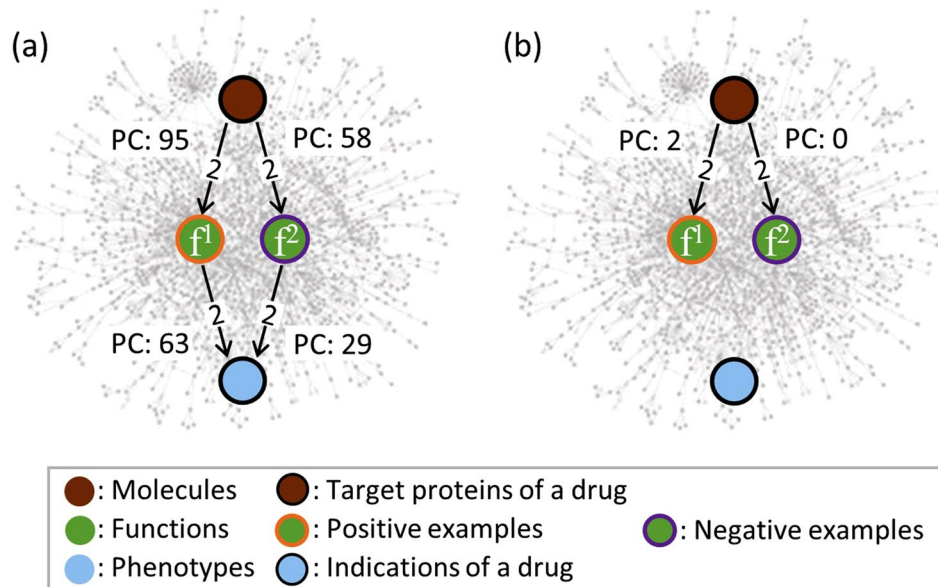 (a)
(b)
PC: 95
PC: 58
PC: 2
PC: 0
2
2
2
2
f¹
f²
f¹
f²
2
2
PC: 63
PC: 29
: Molecules
: Target proteins of a drug
: Functions
: Positive examples
: Negative examples
: Phenotypes
: Indications of a drug